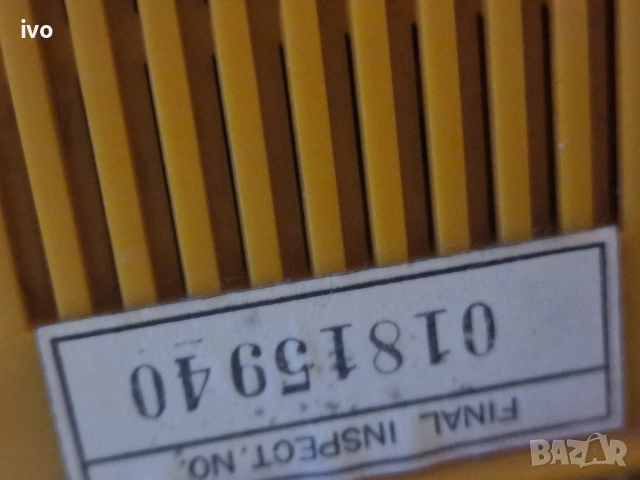 ivo
FINAL INSPECT. NO.
01815940
BAZAR